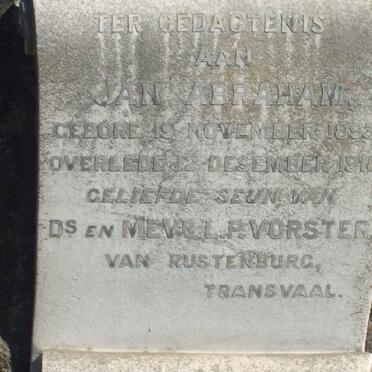 TER GEDACTENIS
AAN
JAN ABRAHAM,
GEBORE 19 NOVEMBER
OVERLEDE 12 DESEMBER
GELIEFDE SEUN VAN
DS EN MEV. L.P. VORSTER,
VAN RUSTENBURG,
TRANSVAAL.